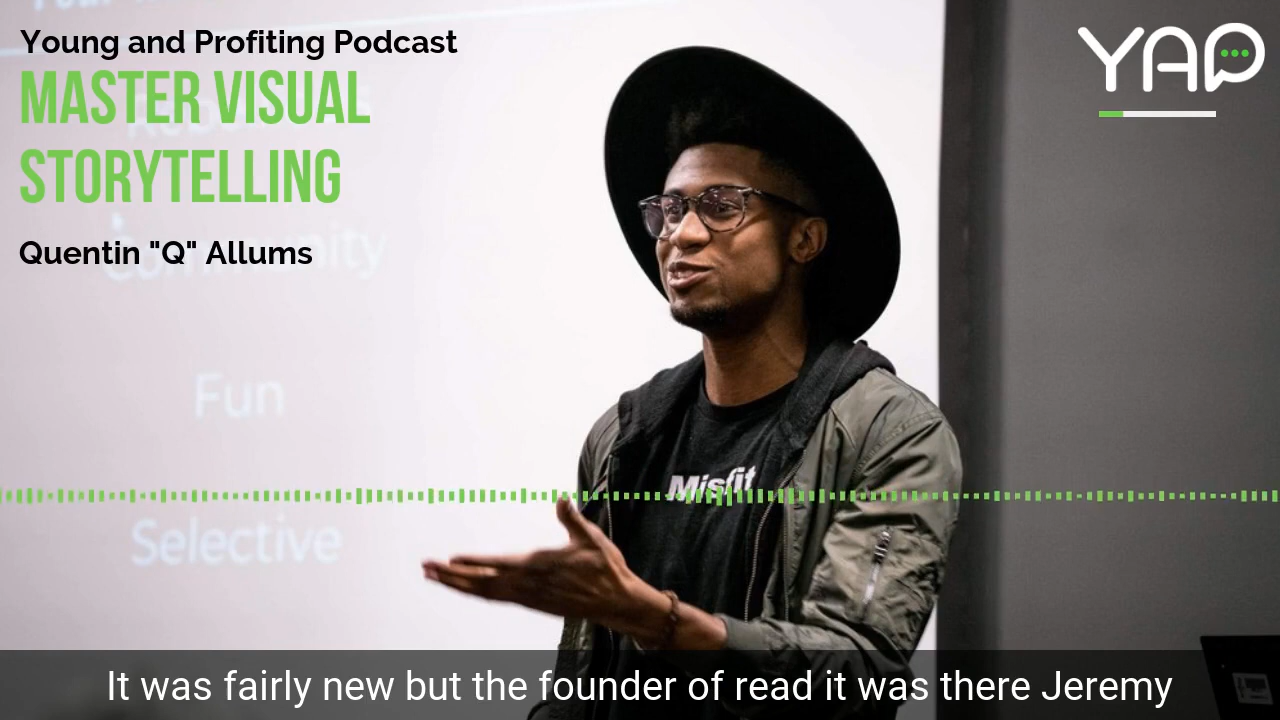 Young and Profiting Podcast
MASTER VISUAL
STORYTELLING
Quentin "Q" Allums
YAP
Community
Fun
Selective
Misfit
It was fairly new but the founder of read it was there Jeremy